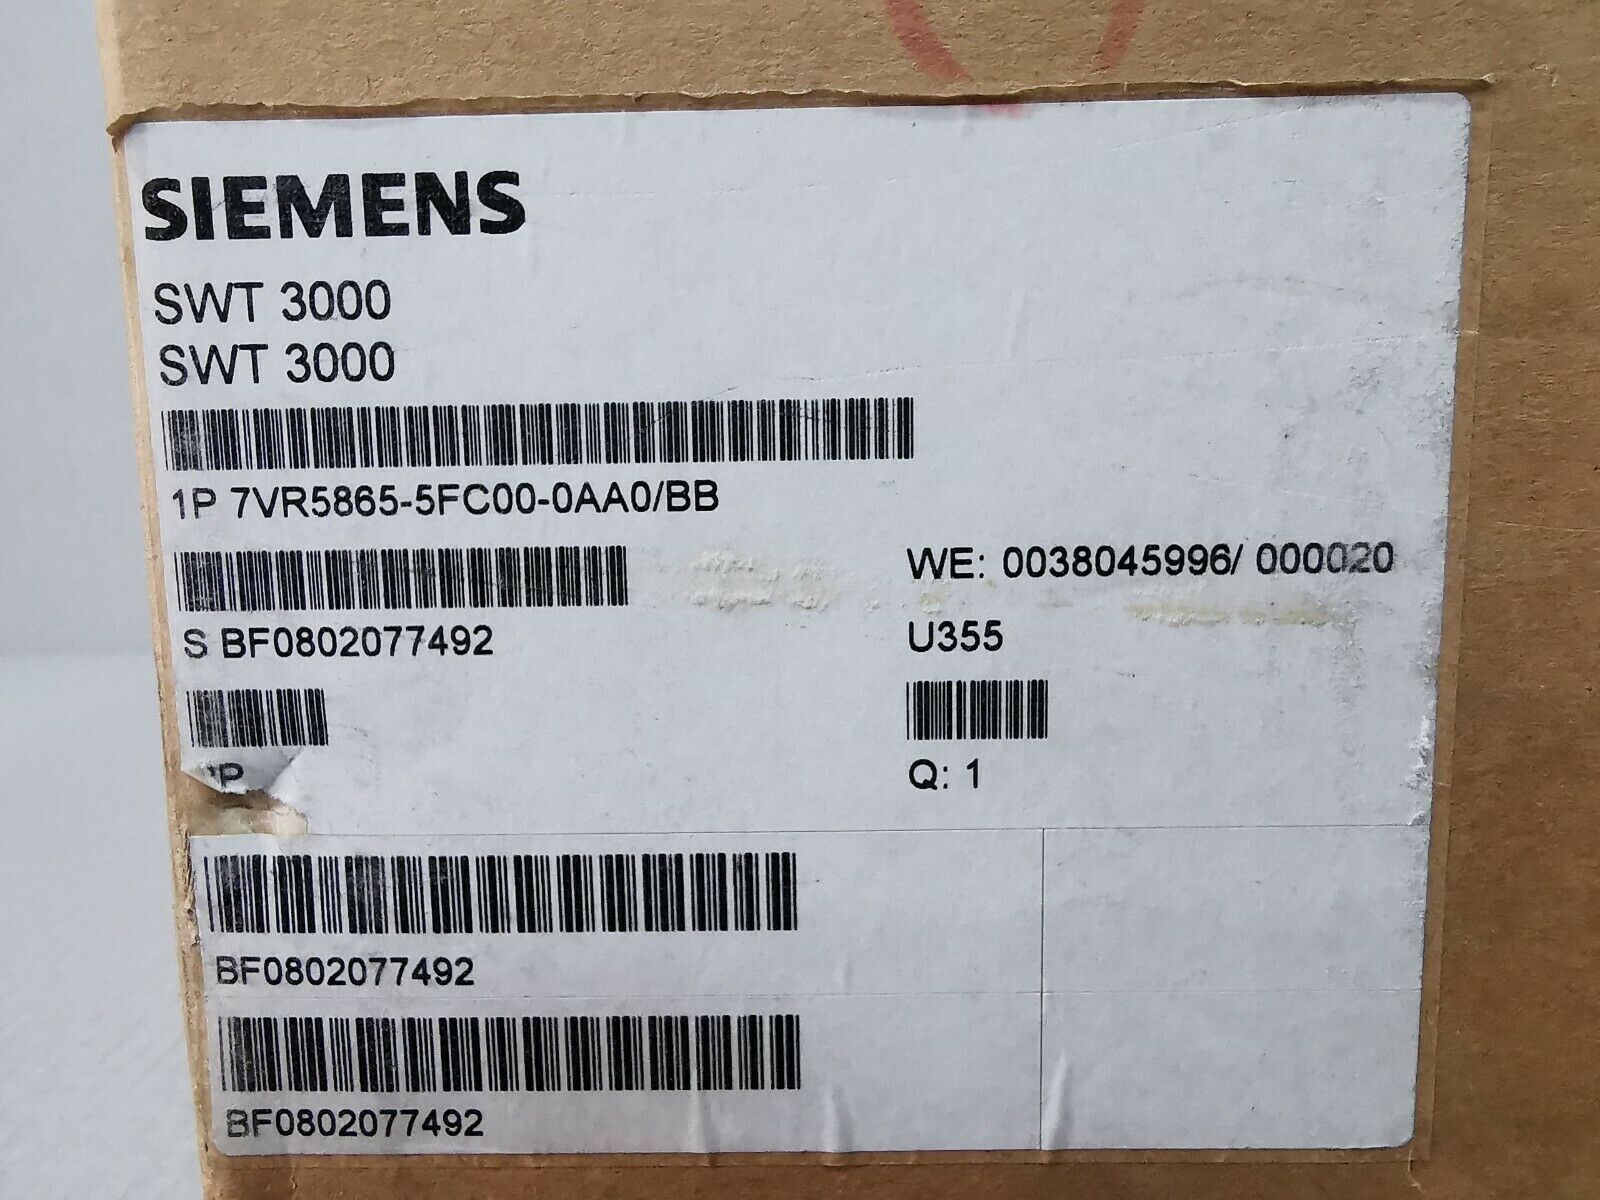 SIEMENS
SWT 3000
SWT 3000
1P 7VR5865-5FC00-0AA0/BB
WE: 0038045996/ 000020
S BF0802077492
U355
Q: 1
BF0802077492
BF0802077492